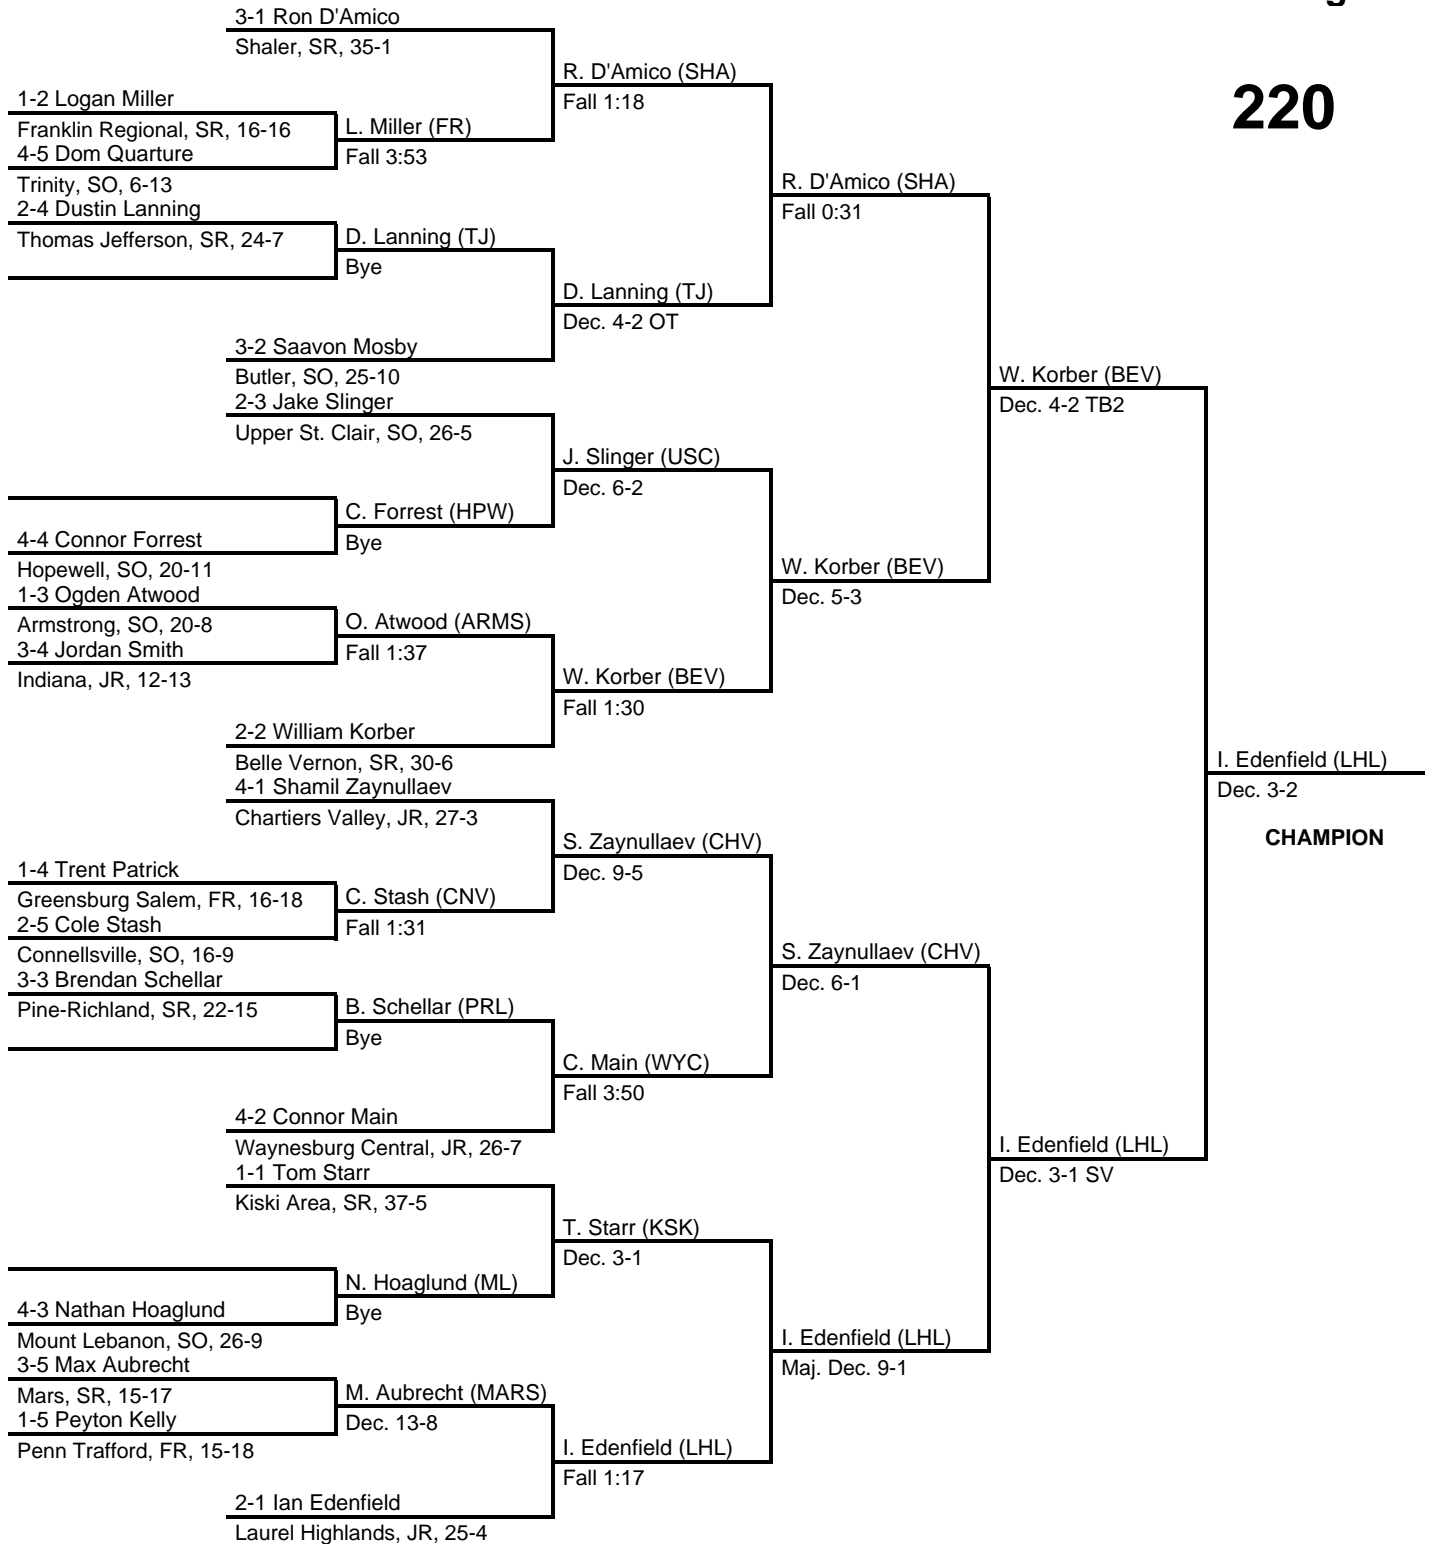 3-1 Ron D'Amico
Shaler, SR, 35-1
R. D'Amico (SHA)
Fall 1:18
220
1-2 Logan Miller
Franklin Regional, SR, 16-16
4-5 Dom Quarture
Trinity, SO, 6-13
L. Miller (FR)
Fall 3:53
R. D'Amico (SHA)
Fall 0:31
2-4 Dustin Lanning
Thomas Jefferson, SR, 24-7
D. Lanning (TJ)
Bye
D. Lanning (TJ)
Dec. 4-2 OT
3-2 Saavon Mosby
Butler, SO, 25-10
W. Korber (BEV)
Dec. 4-2 TB2
2-3 Jake Slinger
Upper St. Clair, SO, 26-5
J. Slinger (USC)
Dec. 6-2
C. Forrest (HPW)
Bye
4-4 Connor Forrest
Hopewell, SO, 20-11
W. Korber (BEV)
Dec. 5-3
1-3 Ogden Atwood
Armstrong, SO, 20-8
3-4 Jordan Smith
Indiana, JR, 12-13
O. Atwood (ARMS)
Fall 1:37
W. Korber (BEV)
Fall 1:30
2-2 William Korber
Belle Vernon, SR, 30-6
I. Edenfield (LHL)
Dec. 3-2
CHAMPION
4-1 Shamil Zaynullaev
Chartiers Valley, JR, 27-3
S. Zaynullaev (CHV)
Dec. 9-5
1-4 Trent Patrick
Greensburg Salem, FR, 16-18
2-5 Cole Stash
Connellsville, SO, 16-9
C. Stash (CNV)
Fall 1:31
S. Zaynullaev (CHV)
Dec. 6-1
3-3 Brendan Schellar
Pine-Richland, SR, 22-15
B. Schellar (PRL)
Bye
C. Main (WYC)
Fall 3:50
4-2 Connor Main
Waynesburg Central, JR, 26-7
I. Edenfield (LHL)
Dec. 3-1 SV
1-1 Tom Starr
Kiski Area, SR, 37-5
T. Starr (KSK)
Dec. 3-1
N. Hoaglund (ML)
Bye
4-3 Nathan Hoaglund
Mount Lebanon, SO, 26-9
I. Edenfield (LHL)
Maj. Dec. 9-1
3-5 Max Aubrecht
Mars, SR, 15-17
1-5 Peyton Kelly
Penn Trafford, FR, 15-18
M. Aubrecht (MARS)
Dec. 13-8
I. Edenfield (LHL)
Fall 1:17
2-1 Ian Edenfield
Laurel Highlands, JR, 25-4